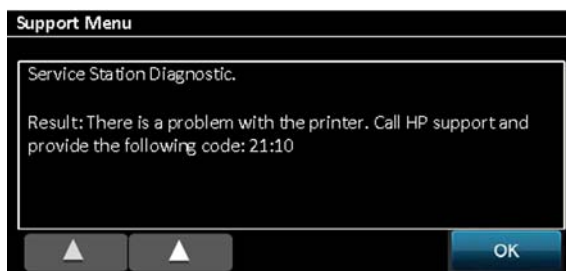 Support Menu
Service Station Diagnostic.
Result: There is a problem with the printer. Call HP support and
provide the following code: 21:10
OK